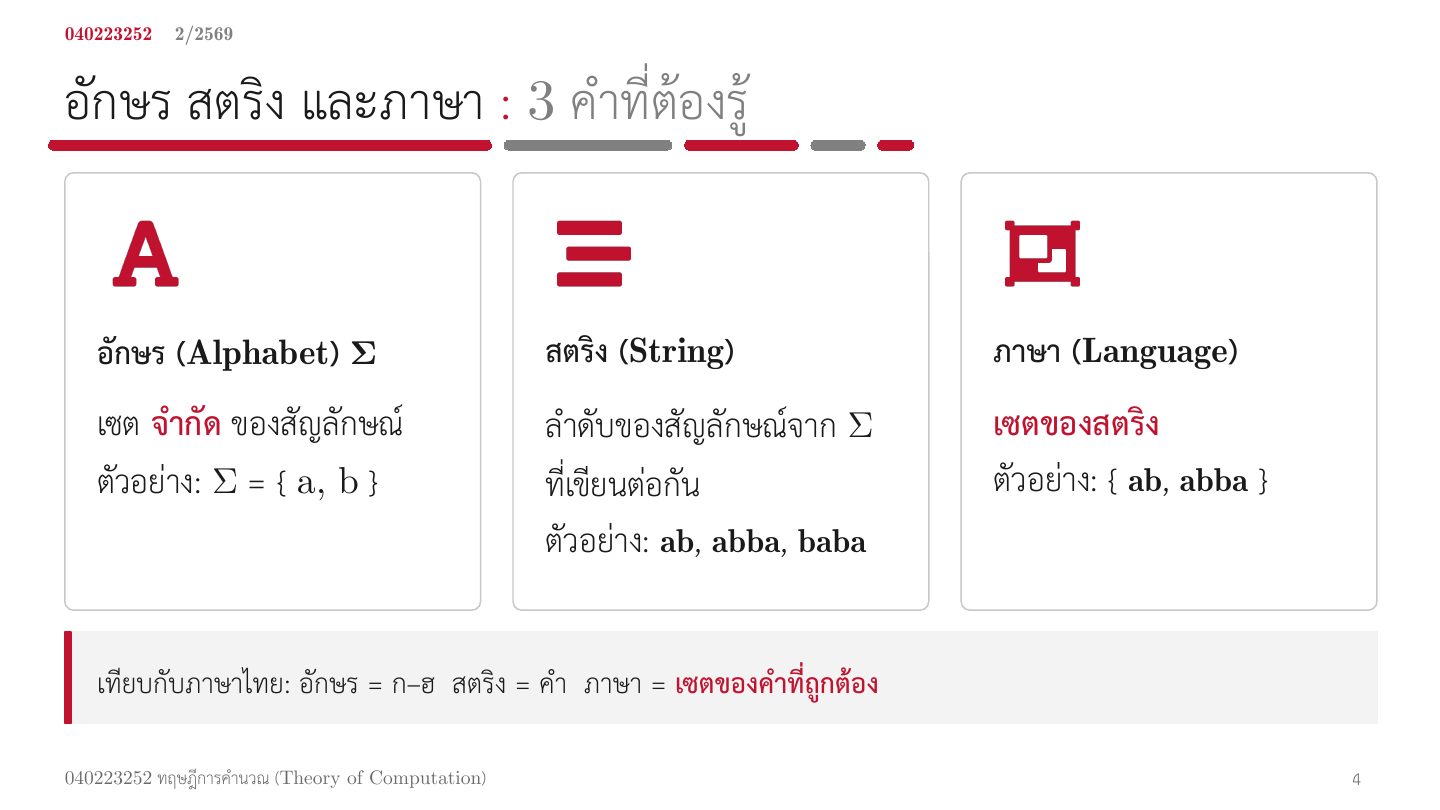 040223252 2/2569
อักษร สตริง และภาษา : 3 คำที่ต้องรู้
อักษร (Alphabet) Σ
เซต จำกัด ของสัญลักษณ์
ตัวอย่าง: Σ = { a, b }
สตริง (String)
ลำดับของสัญลักษณ์จาก Σ
ที่เขียนต่อกัน
ตัวอย่าง: ab, abba, baba
ภาษา (Language)
เซตของสตริง
ตัวอย่าง: { ab, abba }
เทียบกับภาษาไทย: อักษร = ก–ฮ สตริง = คำ ภาษา = เซตของคำที่ถูกต้อง
040223252 ทฤษฎีการคำนวณ (Theory of Computation) 4